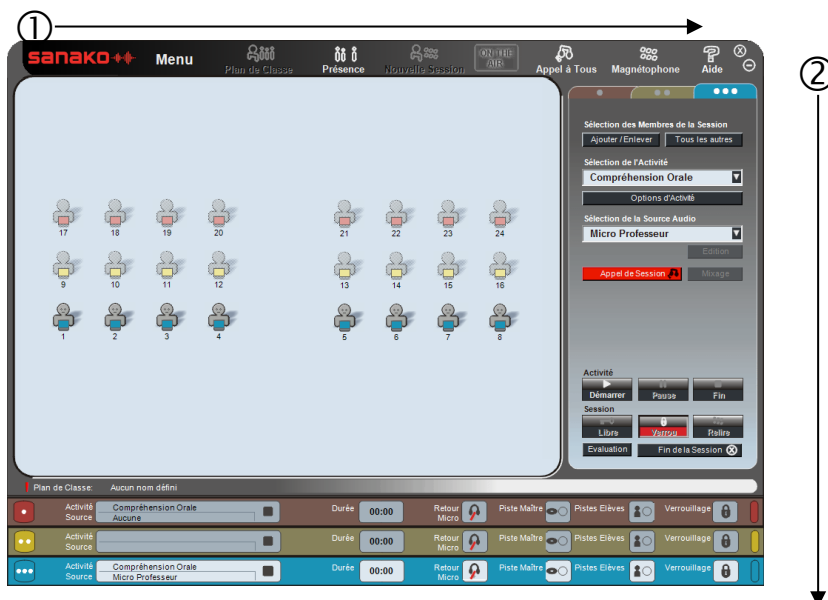 ①
②
sanako Menu Plan de Classe Présence Nouvelle Session ON THE AIR Appel à Tous Magnétophone Aide
Sélection des Membres de la Session
Ajouter / Enlever Tous les autres
Sélection de l'Activité
Compréhension Orale
Options d'Activité
Sélection de la Source Audio
Micro Professeur
Edition
Appel de Session Mixage
17 18 19 20 21 22 23 24
9 10 11 12 13 14 15 16
1 2 3 4 5 6 7 8
Activité
Démarrer Pause Fin
Session
Libre Verrou Relire
Evaluation Fin de la Session
Plan de Classe: Aucun nom défini
Activité Compréhension Orale Durée 00:00 Retour Micro Piste Maître Pistes Elèves Verrouillage
Source Aucune
Activité Durée 00:00 Retour Micro Piste Maître Pistes Elèves Verrouillage
Source
Activité Compréhension Orale Durée 00:00 Retour Micro Piste Maître Pistes Elèves Verrouillage
Source Micro Professeur